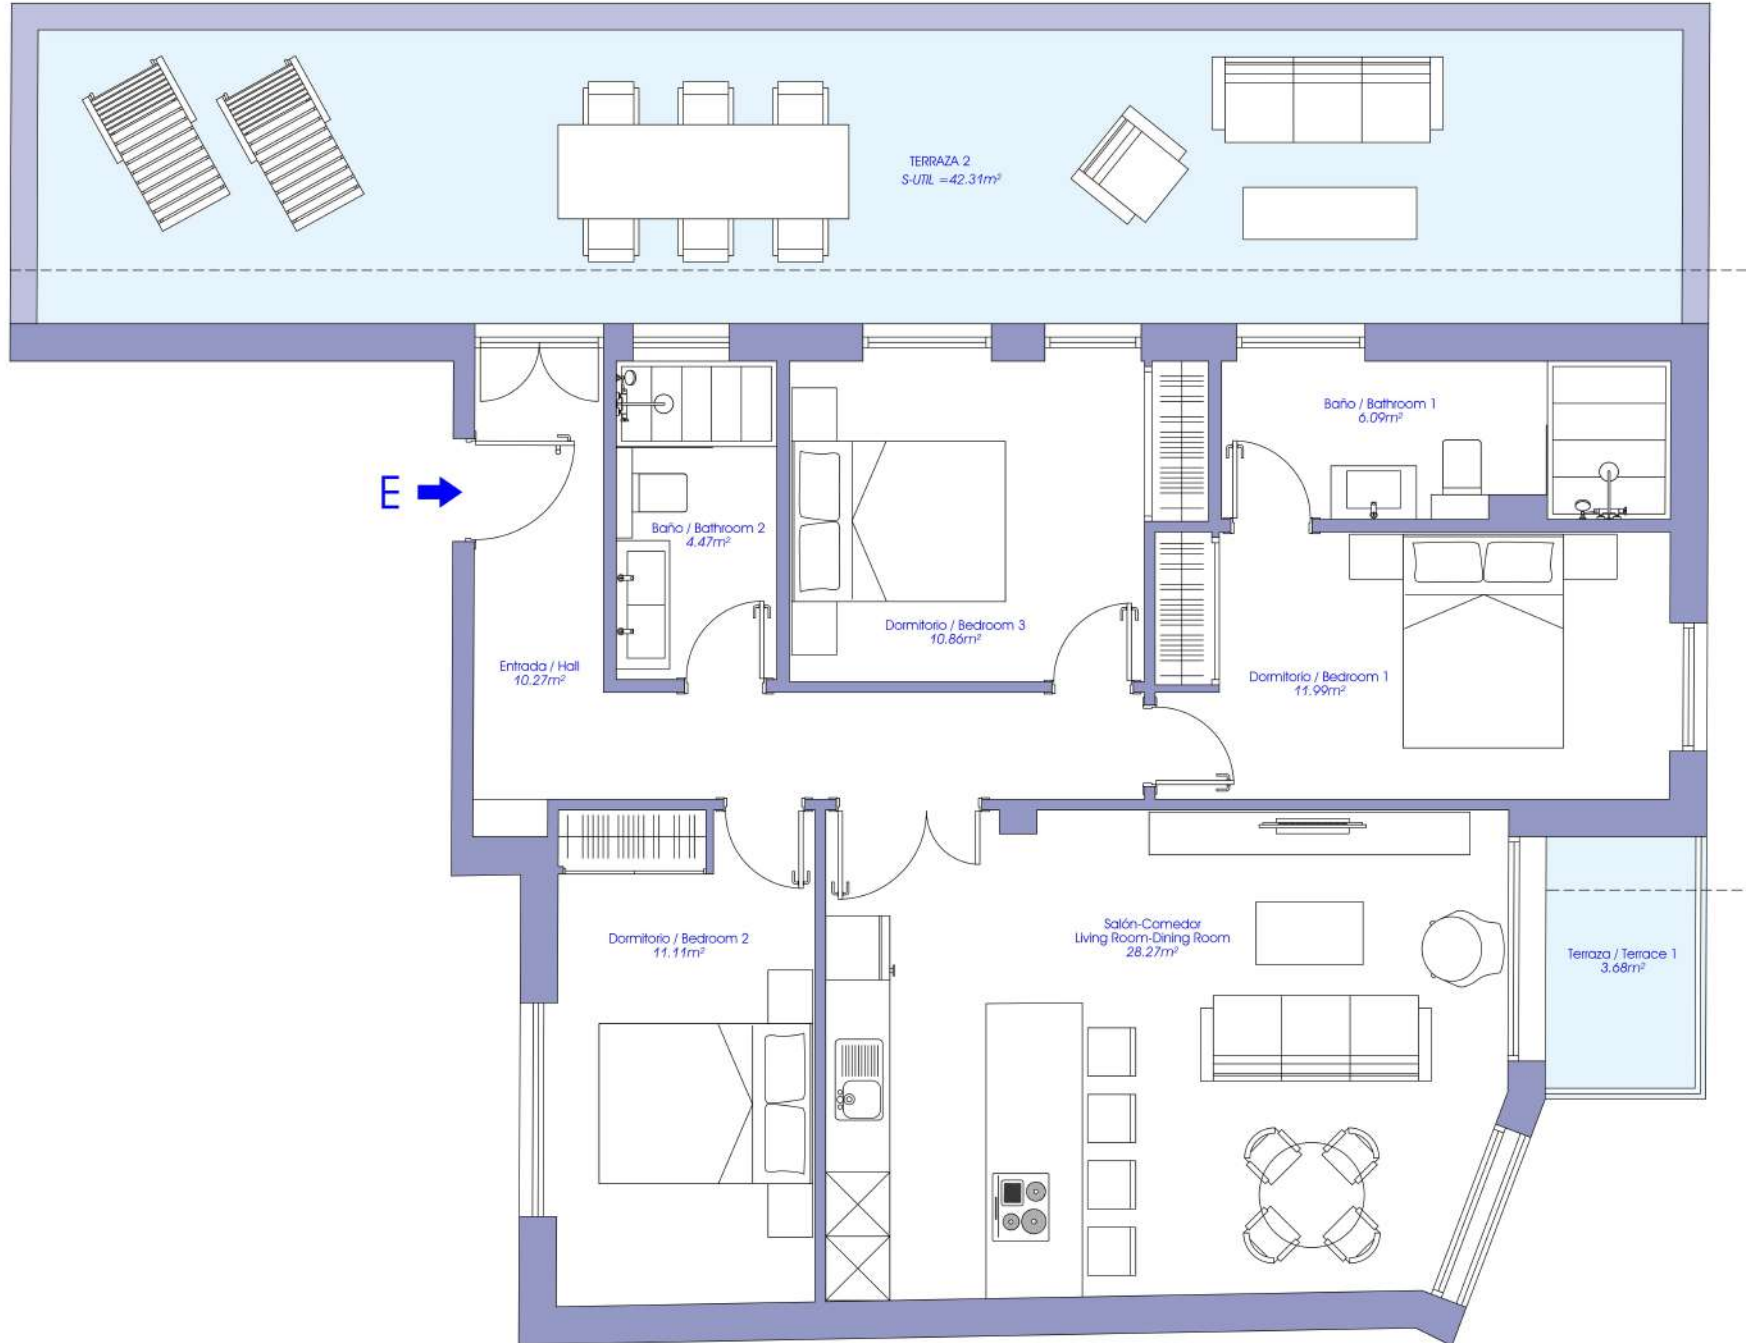 TERRAZA 2
S-UTIL =42.31m²
Baño / Bathroom 1
6.09m²
E
Baño / Bathroom 2
4.47m²
Dormitorio / Bedroom 3
10.86m²
Entrada / Hall
10.27m²
Dormitorio / Bedroom 1
11.99m²
Dormitorio / Bedroom 2
11.11m²
Salón-Comedor
Living Room-Dining Room
28.27m²
Terraza / Terrace 1
3.68m²